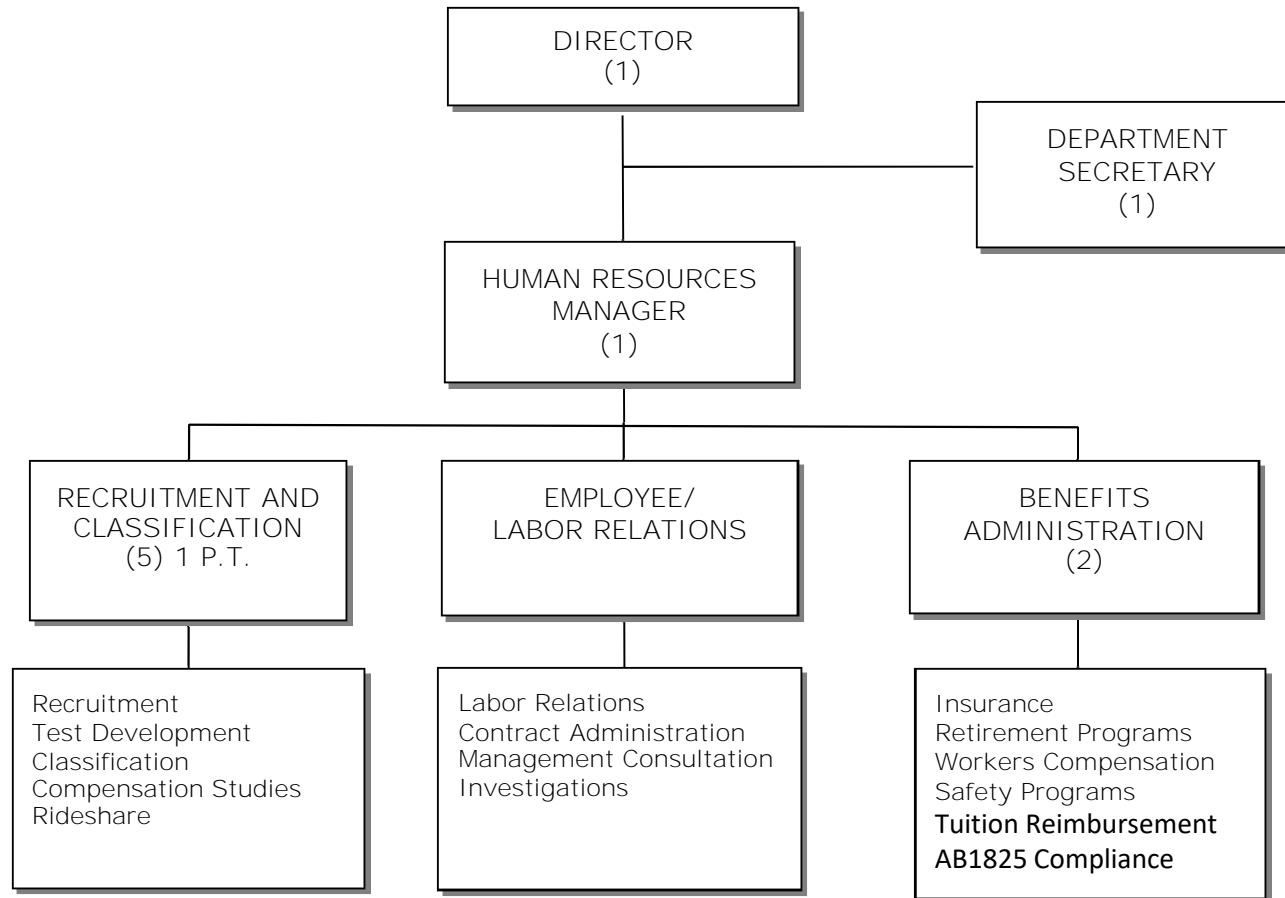 DIRECTOR
(1)
DEPARTMENT
SECRETARY
(1)
HUMAN RESOURCES
MANAGER
(1)
RECRUITMENT AND
CLASSIFICATION
(5) 1 P.T.
EMPLOYEE/
LABOR RELATIONS
BENEFITS
ADMINISTRATION
(2)
Recruitment
Test Development
Classification
Compensation Studies
Rideshare
Labor Relations
Contract Administration
Management Consultation
Investigations
Insurance
Retirement Programs
Workers Compensation
Safety Programs
Tuition Reimbursement
AB1825 Compliance